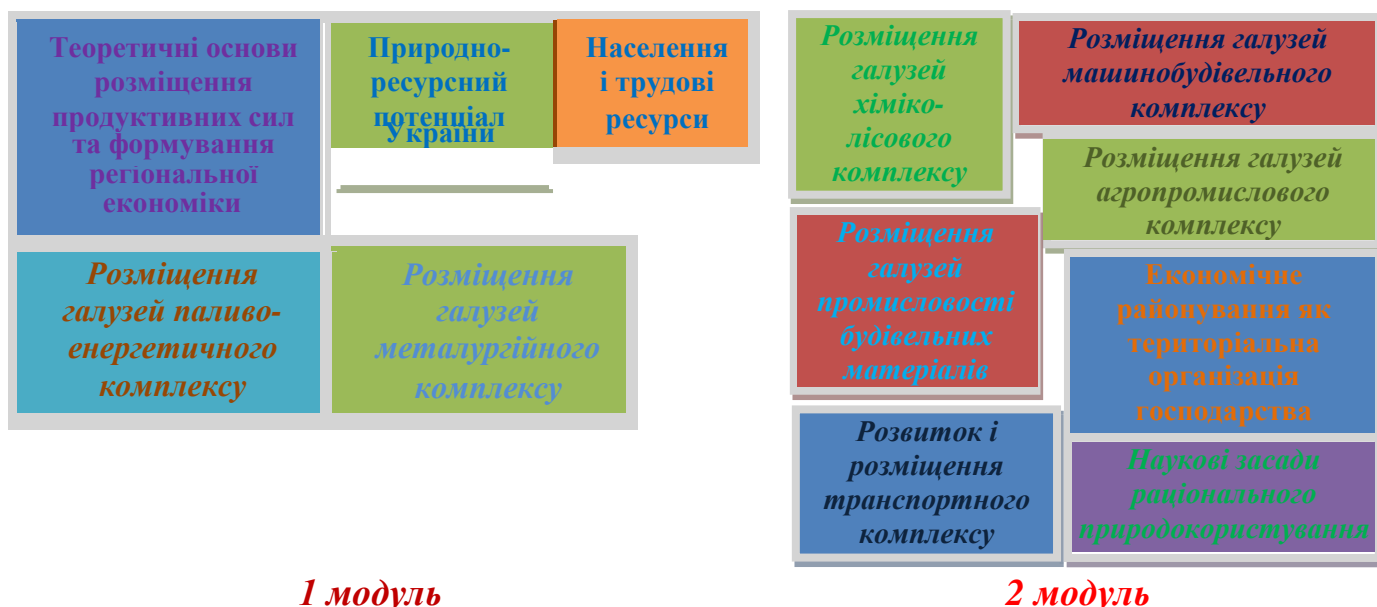 Теоретичні основи
розміщення
продуктивних сил
та формування
регіональної
економіки
Природно-
ресурсний
потенціал
України
Населення
і трудові
ресурси
Розміщення
галузей паливо-
енергетичного
комплексу
Розміщення
галузей
металургійного
комплексу
1 модуль
Розміщення
галузей
хіміко-
лісового
комплексу
Розміщення галузей
машинобудівельного
комплексу
Розміщення галузей
агропромислового
комплексу
Розміщення
галузей
промисловості
будівельних
матеріалів
Економічне
районування як
територіальна
організація
господарства
Розвиток і
розміщення
транспортного
комплексу
Наукові засади
раціонального
природокористування
2 модуль